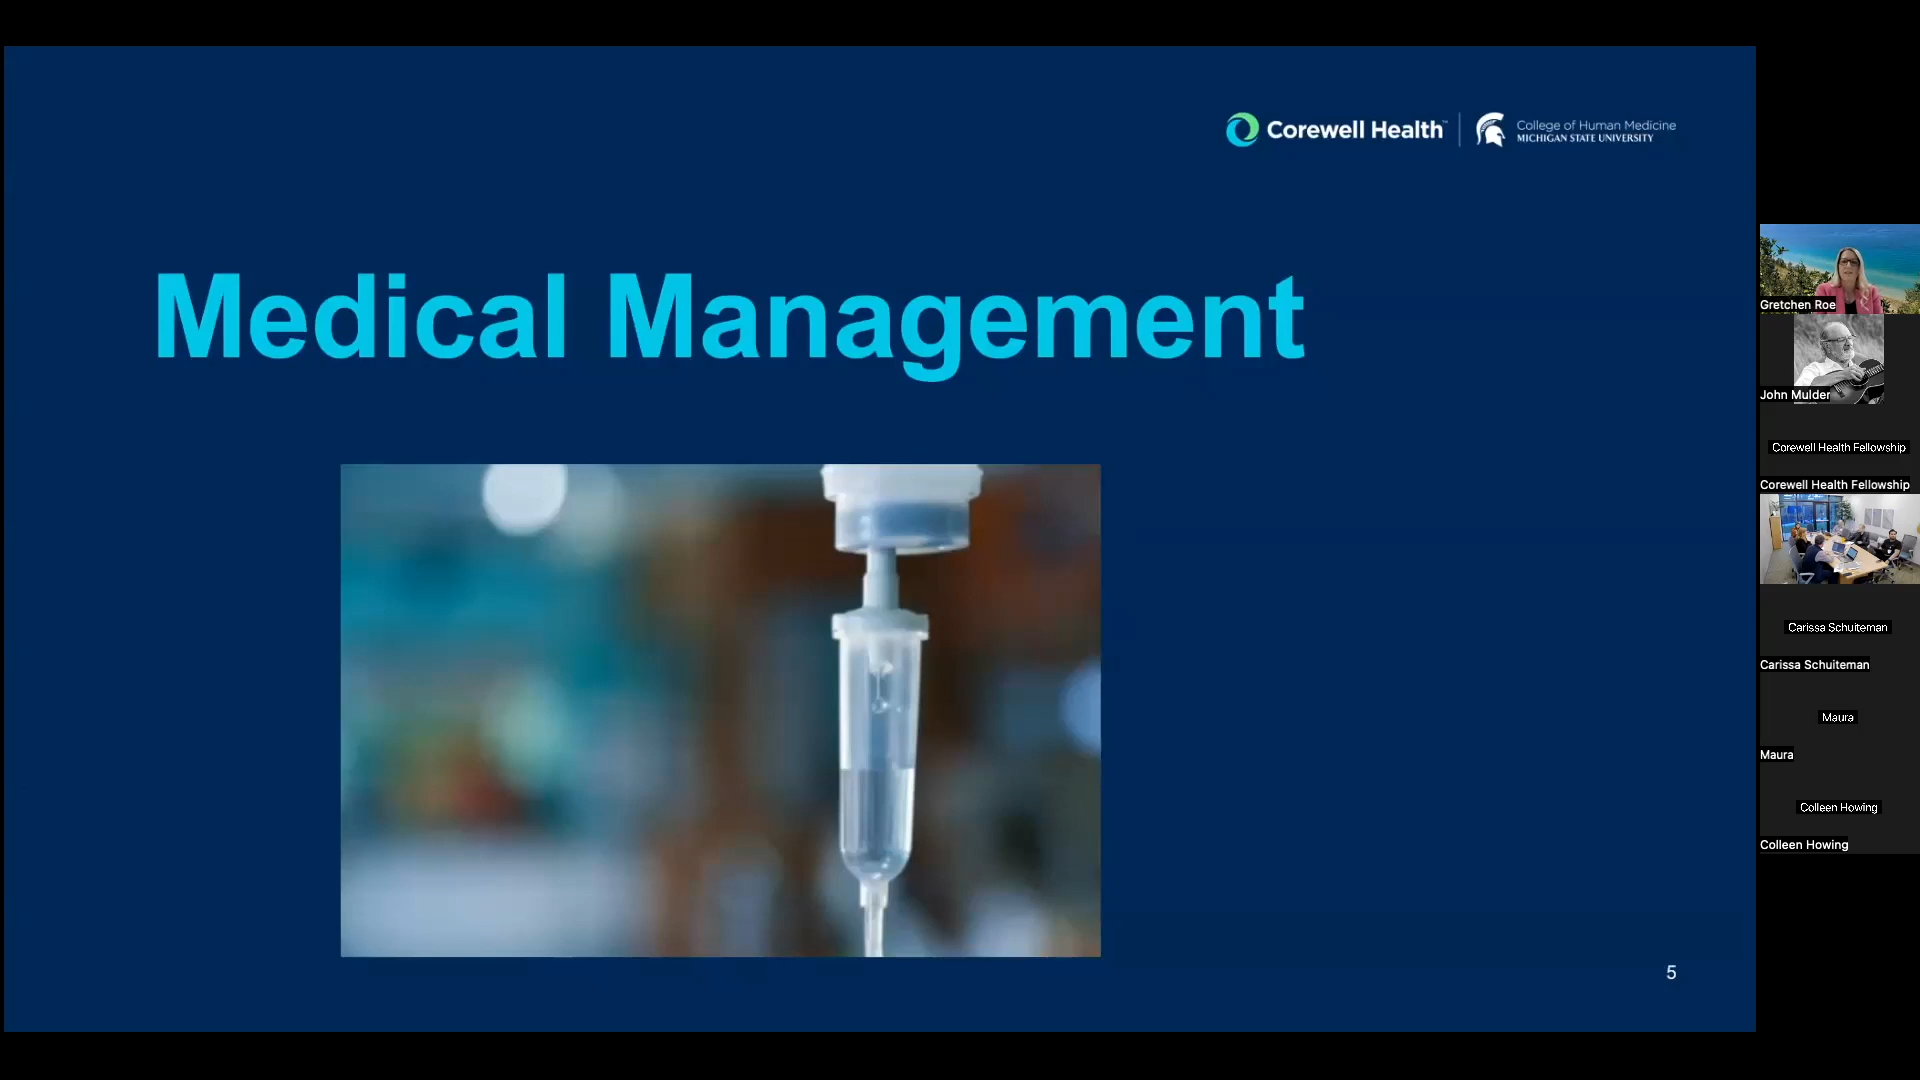 Corewell Health™
College of Human Medicine
MICHIGAN STATE UNIVERSITY
Medical Management
5
Gretchen Roe
John Mulder
Corewell Health Fellowship
Corewell Health Fellowship
Carissa Schuiteman
Carissa Schuiteman
Maura
Maura
Colleen Howing
Colleen Howing